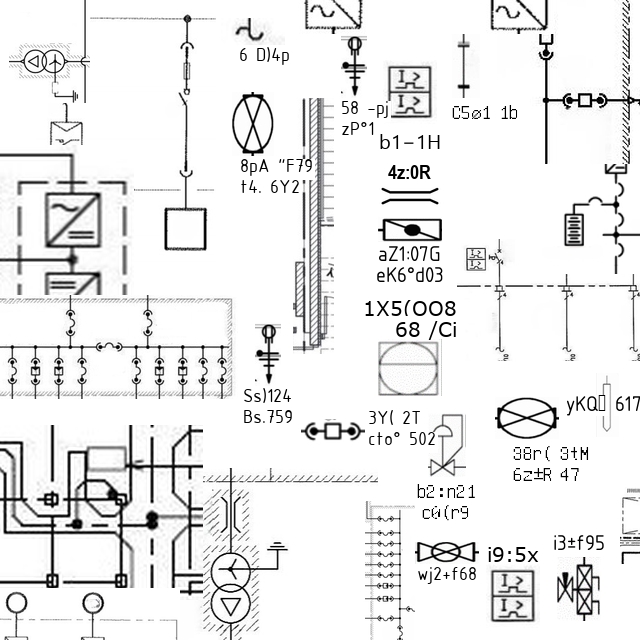 6 D)4p
58 -pj
zP°1
C5ø1 1b
b1-1H
8pA "F79
t4. 6Y2
4z:0R
aZ1:07G
eK6°d03
1X5(OO8
68 /Ci
Ss)124
Bs.759
3Y( 2T
cto° 502
yKQ▯ 617
38r( 3tM
6z±R 47
b2:n21
c0(r9
wj2+f68
i9:5x
i3±f95